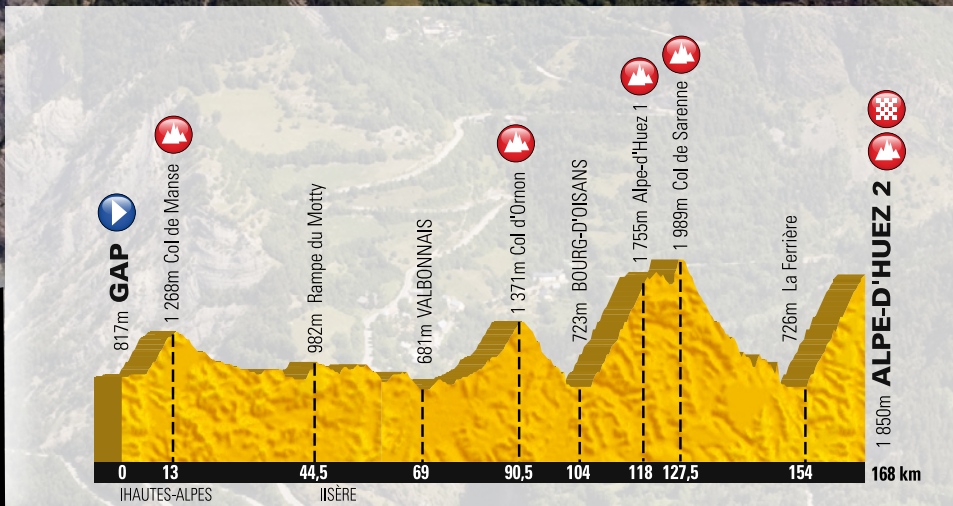 817m GAP
1 268m Col de Manse
982m Rampe du Motty
681m VALBONNAIS
1 371m Col d'Ornon
723m BOURG-D'OISANS
1 755m Alpe-d'Huez 1
1 989m Col de Sarenne
726m La Ferrière
1 850m ALPE-D'HUEZ 2
0 13 44,5 69 90,5 104 118 127,5 154 168 km
IHAUTES-ALPES IISÈRE